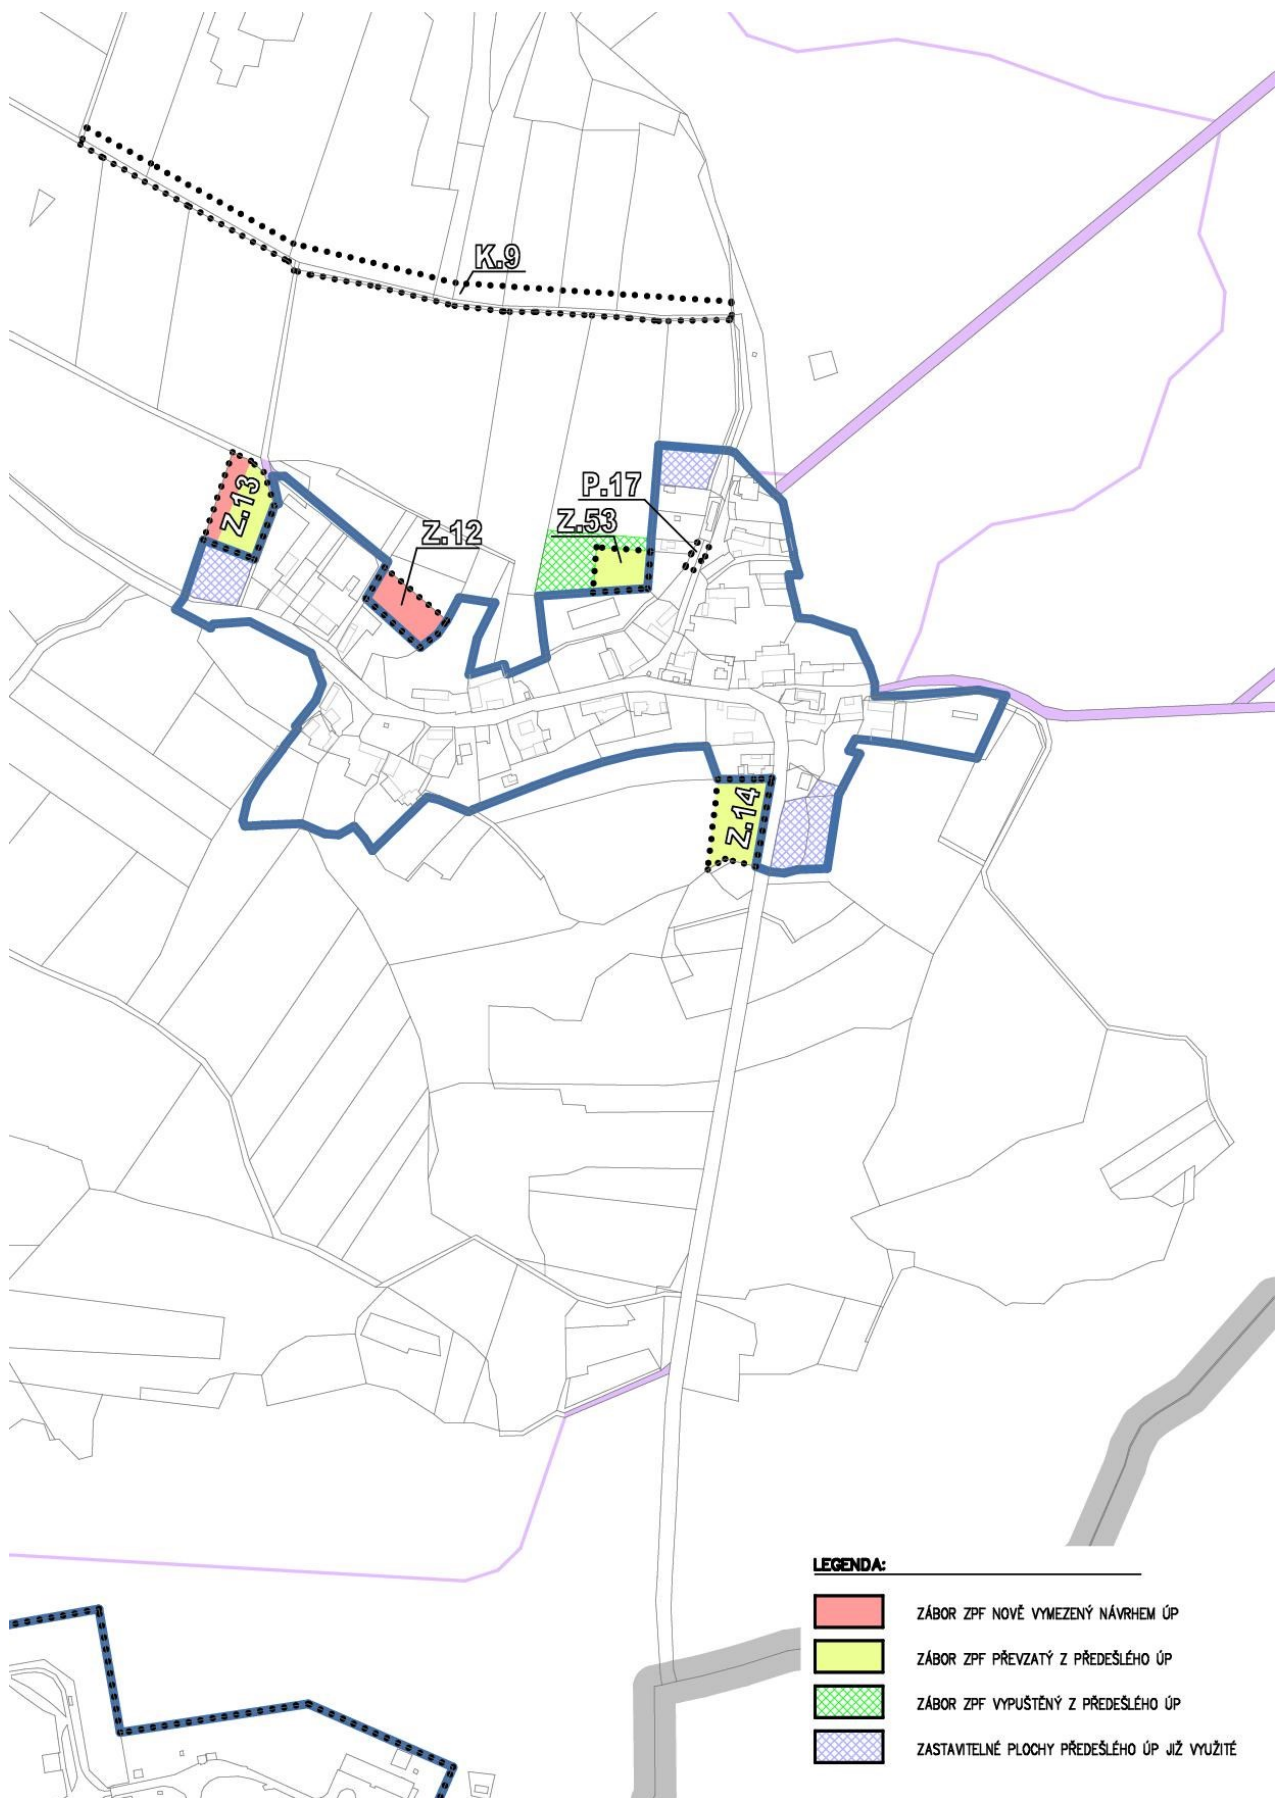 K.9
P.17
Z.13
Z.53
Z.12
Z.14
LEGENDA:
ZÁBOR ZPF NOVĚ VYMEZENÝ NÁVRHEM ÚP
ZÁBOR ZPF PŘEVZATÝ Z PŘEDEŠLÉHO ÚP
ZÁBOR ZPF VYPUŠTĚNÝ Z PŘEDEŠLÉHO ÚP
ZASTAVITELNÉ PLOCHY PŘEDEŠLÉHO ÚP JIŽ VYUŽITÉ